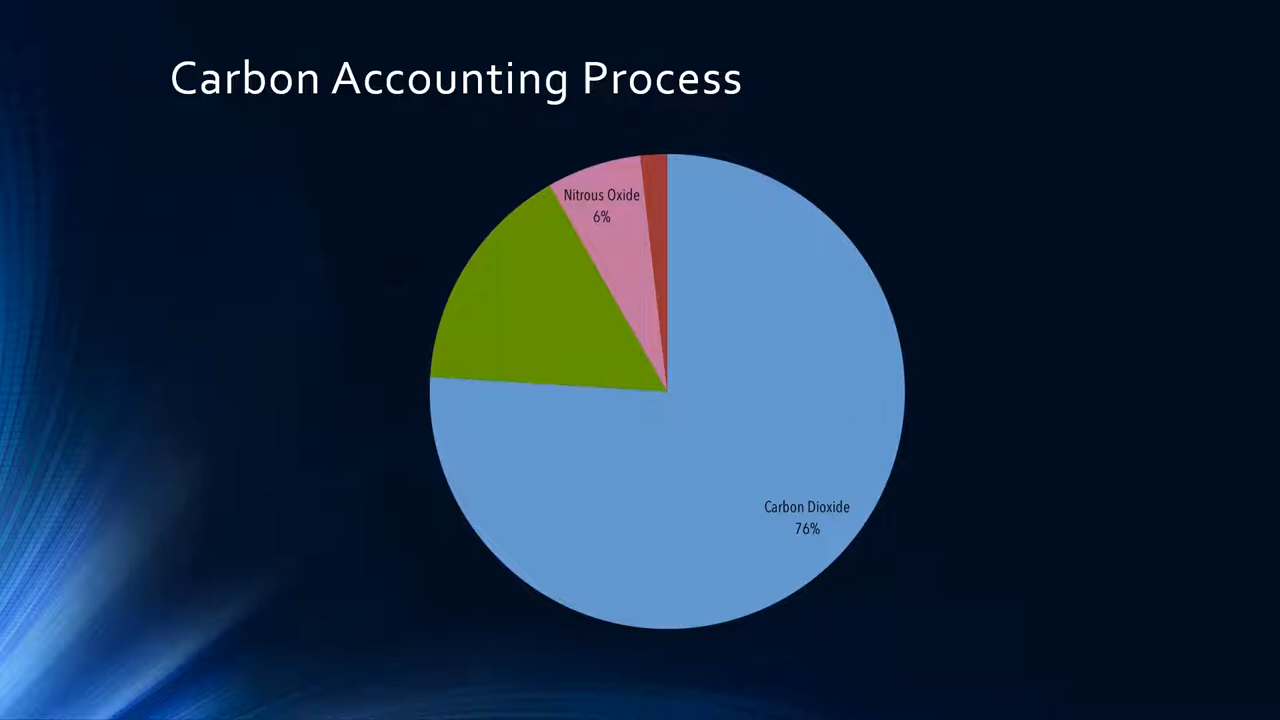 Carbon Accounting Process
Nitrous Oxide
6%
Carbon Dioxide
76%